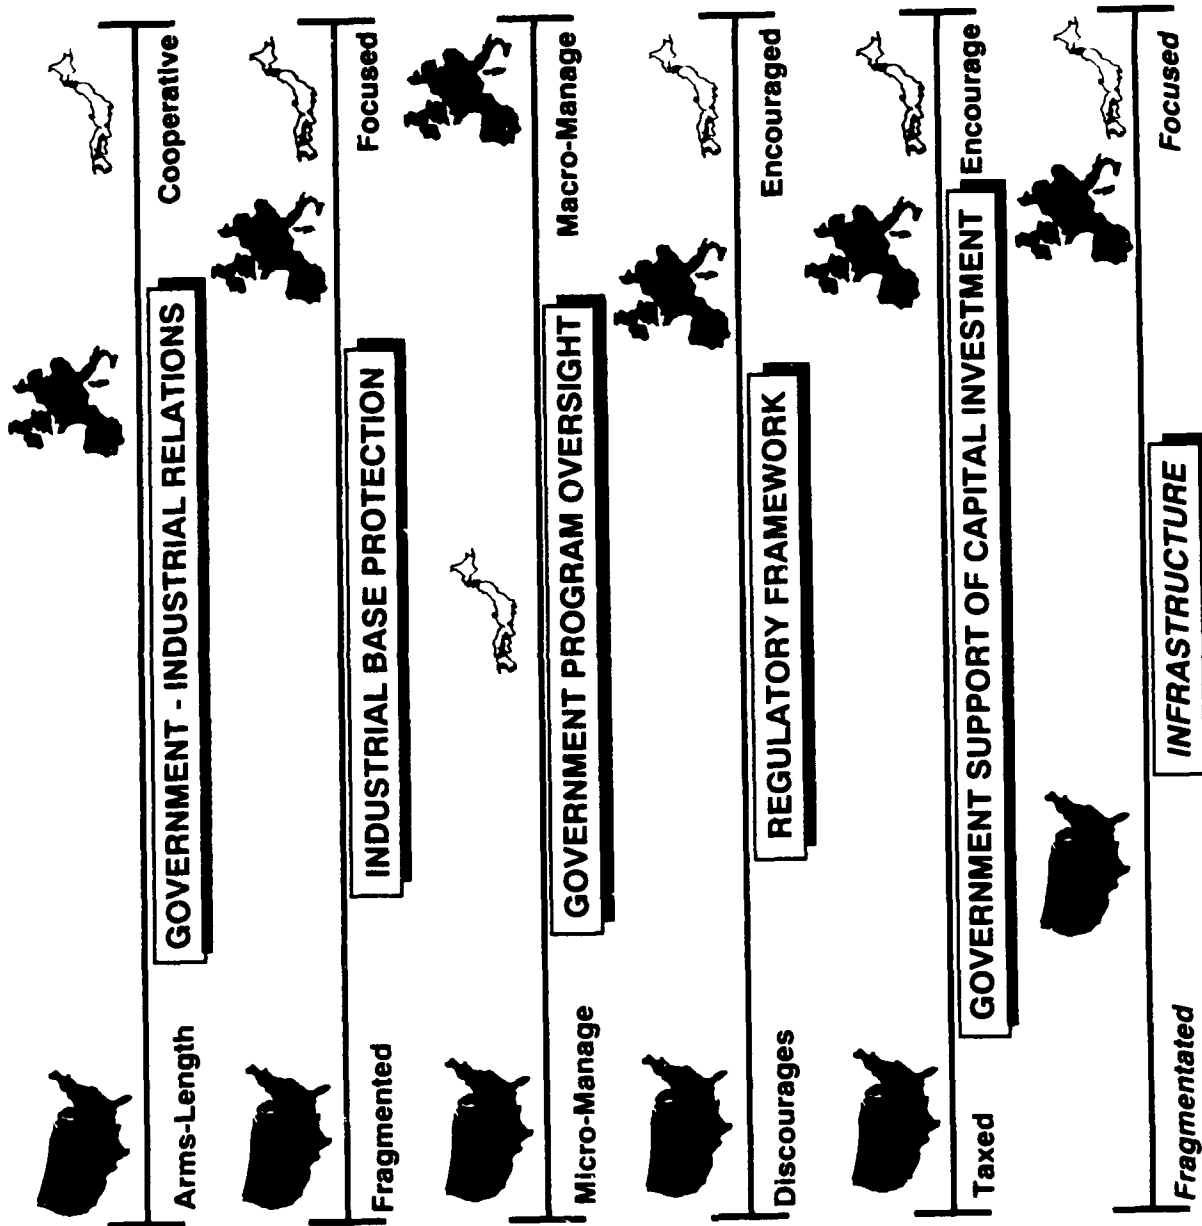 Arms-Length
Cooperative
GOVERNMENT - INDUSTRIAL RELATIONS
Fragmented
Focused
INDUSTRIAL BASE PROTECTION
Micro-Manage
Macro-Manage
GOVERNMENT PROGRAM OVERSIGHT
Discourages
Encouraged
REGULATORY FRAMEWORK
Taxed
Encourage
GOVERNMENT SUPPORT OF CAPITAL INVESTMENT
Fragmentated
Focused
INFRASTRUCTURE